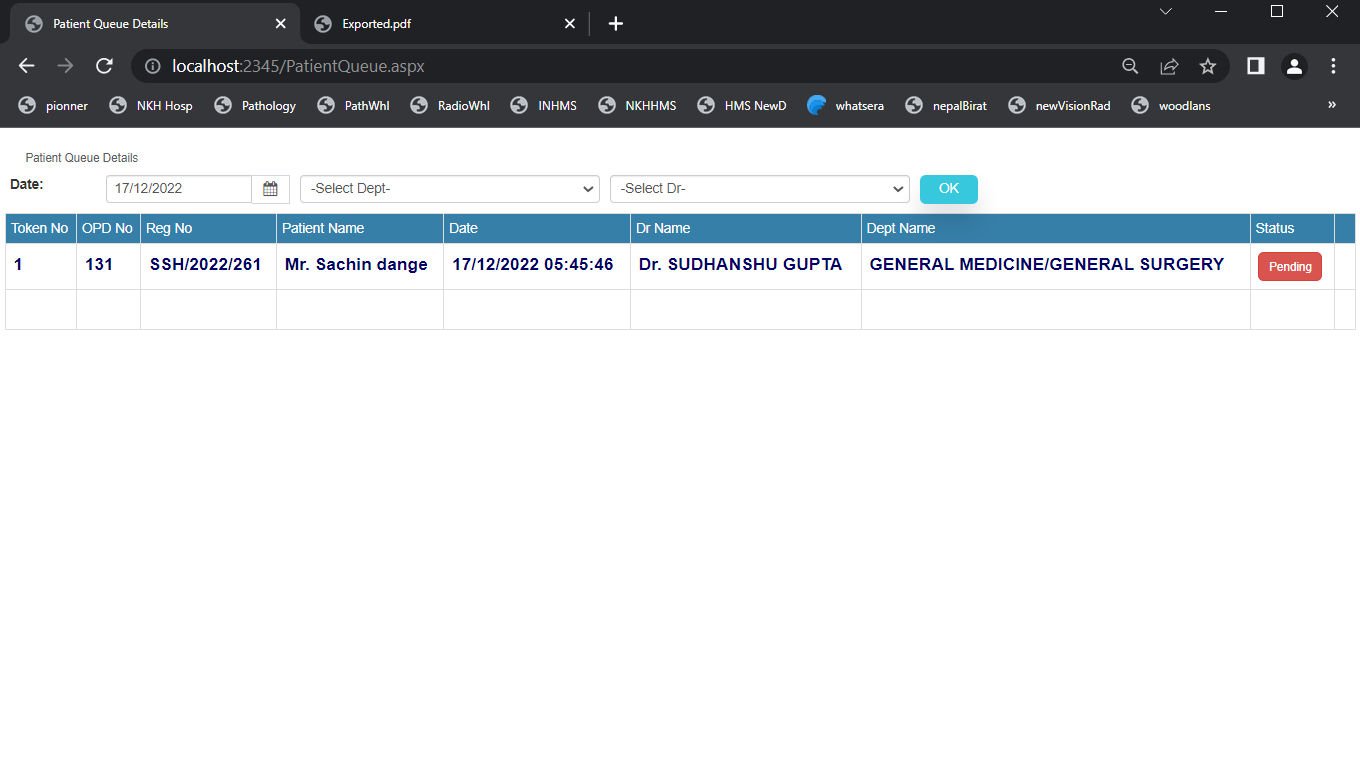 Patient Queue Details
Exported.pdf
localhost:2345/PatientQueue.aspx
pionner NKH Hosp Pathology PathWhl RadioWhl INHMS NKHHMS HMS NewD whatsera nepalBirat newVisionRad woodlans »
Patient Queue Details
Date: 17/12/2022 -Select Dept- -Select Dr- OK
Token No OPD No Reg No Patient Name Date Dr Name Dept Name Status
1 131 SSH/2022/261 Mr. Sachin dange 17/12/2022 05:45:46 Dr. SUDHANSHU GUPTA GENERAL MEDICINE/GENERAL SURGERY Pending